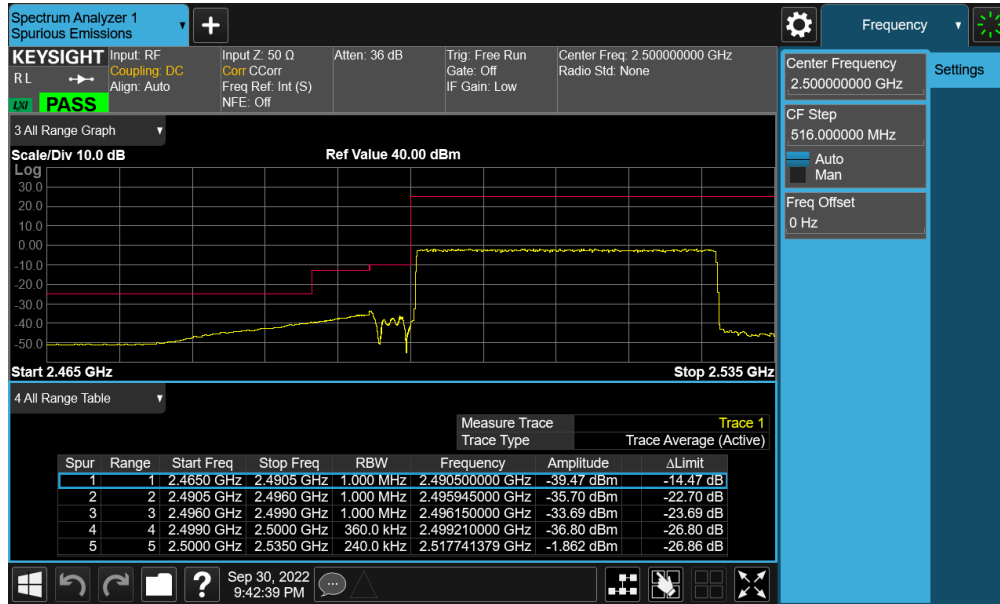 Spectrum Analyzer 1
Spurious Emissions
+
Frequency
KEYSIGHT
R L
LXI
PASS
Input: RF
Coupling: DC
Align: Auto
Input Z: 50 Ω
Corr CCorr
Freq Ref: Int (S)
NFE: Off
Atten: 36 dB
Trig: Free Run
Gate: Off
IF Gain: Low
Center Freq: 2.500000000 GHz
Radio Std: None
Center Frequency
2.500000000 GHz
Settings
CF Step
516.000000 MHz
Auto
Man
Freq Offset
0 Hz
3 All Range Graph
Scale/Div 10.0 dB
Ref Value 40.00 dBm
Log
30.0
20.0
10.0
0.00
-10.0
-20.0
-30.0
-40.0
-50.0
Start 2.465 GHz
Stop 2.535 GHz
4 All Range Table
Measure Trace Trace 1
Trace Type Trace Average (Active)
Spur Range Start Freq Stop Freq RBW Frequency Amplitude ΔLimit
1 1 2.4650 GHz 2.4905 GHz 1.000 MHz 2.490500000 GHz -39.47 dBm -14.47 dB
2 2 2.4905 GHz 2.4960 GHz 1.000 MHz 2.495945000 GHz -35.70 dBm -22.70 dB
3 3 2.4960 GHz 2.4990 GHz 1.000 MHz 2.496150000 GHz -33.69 dBm -23.69 dB
4 4 2.4990 GHz 2.5000 GHz 360.0 kHz 2.499210000 GHz -36.80 dBm -26.80 dB
5 5 2.5000 GHz 2.5350 GHz 240.0 kHz 2.517741379 GHz -1.862 dBm -26.86 dB
?
Sep 30, 2022
9:42:39 PM